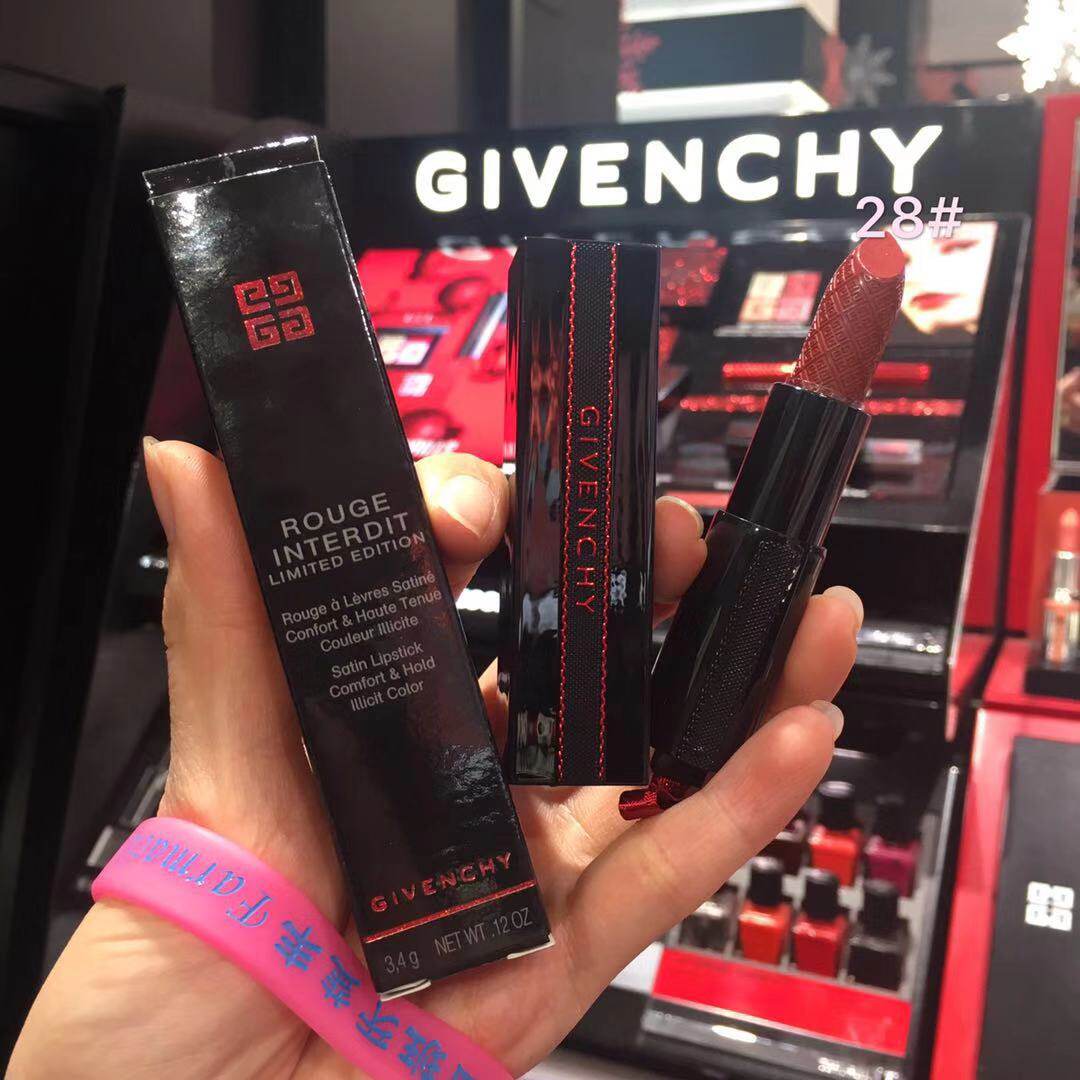 GIVENCHY
28#
ROUGE
INTERDIT
LIMITED EDITION
Rouge à Lèvres Satiné
Confort & Haute Tenue
Couleur Illicite
Satin Lipstick
Comfort & Hold
Illicit Color
GIVENCHY
3,4 g NET WT .12 OZ
GIVENCHY